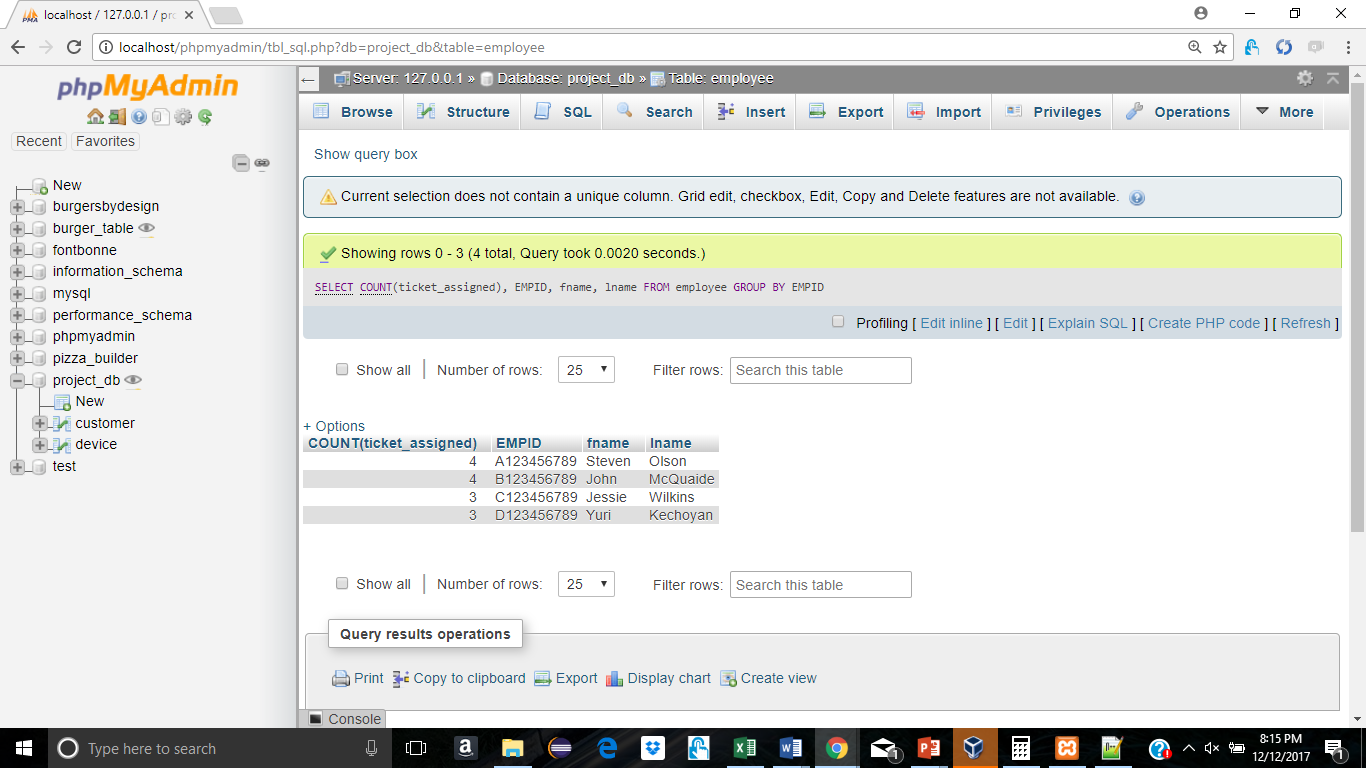 localhost / 127.0.0.1 / pro
localhost/phpmyadmin/tbl_sql.php?db=project_db&table=employee
phpMyAdmin
Recent Favorites
New
burgersbydesign
burger_table
fontbonne
information_schema
mysql
performance_schema
phpmyadmin
pizza_builder
project_db
New
customer
device
test
Server: 127.0.0.1 » Database: project_db » Table: employee
Browse Structure SQL Search Insert Export Import Privileges Operations More
Show query box
Current selection does not contain a unique column. Grid edit, checkbox, Edit, Copy and Delete features are not available.
Showing rows 0 - 3 (4 total, Query took 0.0020 seconds.)
SELECT COUNT(ticket_assigned), EMPID, fname, lname FROM employee GROUP BY EMPID
Profiling [ Edit inline ] [ Edit ] [ Explain SQL ] [ Create PHP code ] [ Refresh ]
Show all Number of rows: 25 Filter rows: Search this table
+ Options
COUNT(ticket_assigned) EMPID fname lname
4 A123456789 Steven Olson
4 B123456789 John McQuaide
3 C123456789 Jessie Wilkins
3 D123456789 Yuri Kechoyan
Show all Number of rows: 25 Filter rows: Search this table
Query results operations
Print Copy to clipboard Export Display chart Create view
Console
Type here to search
8:15 PM
12/12/2017